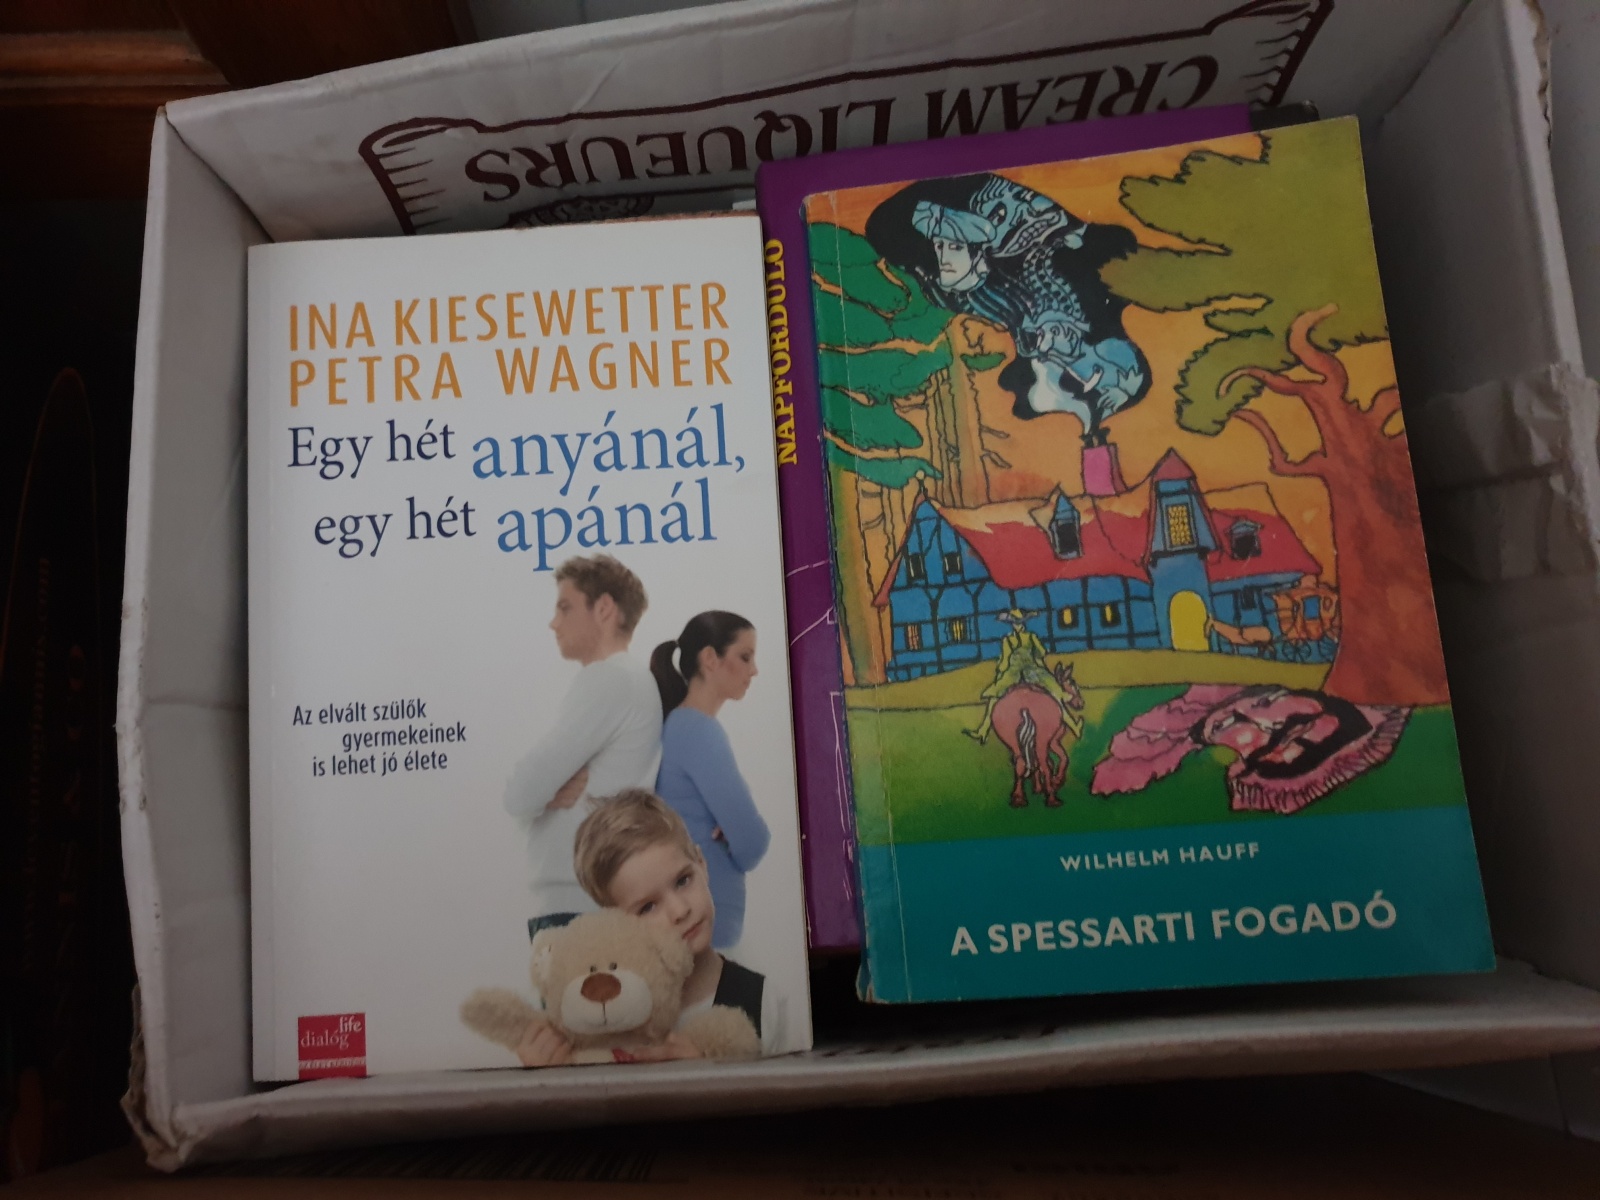 CREAM LIQUEURS
INA KIESEWETTER
PETRA WAGNER
Egy hét anyánál,
egy hét apánál
Az elvált szülők
gyermekeinek
is lehet jó élete
life
dialóg
NAPFORDULÓ
WILHELM HAUFF
A SPESSARTI FOGADÓ